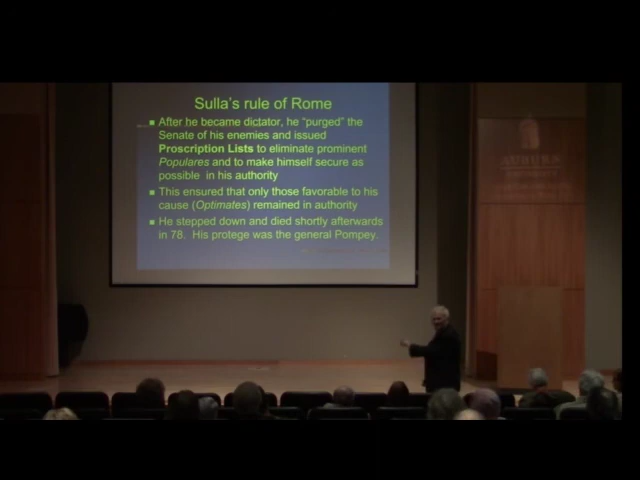 Sulla's rule of Rome
■ After he became dictator, he "purged" the
Senate of his enemies and issued
Proscription Lists to eliminate prominent
Populares and to make himself secure as
possible in his authority
■ This ensured that only those favorable to his
cause (Optimates) remained in authority
■ He stepped down and died shortly afterwards
in 78. His protege was the general Pompey.
AUBURN
UNIVERSITY